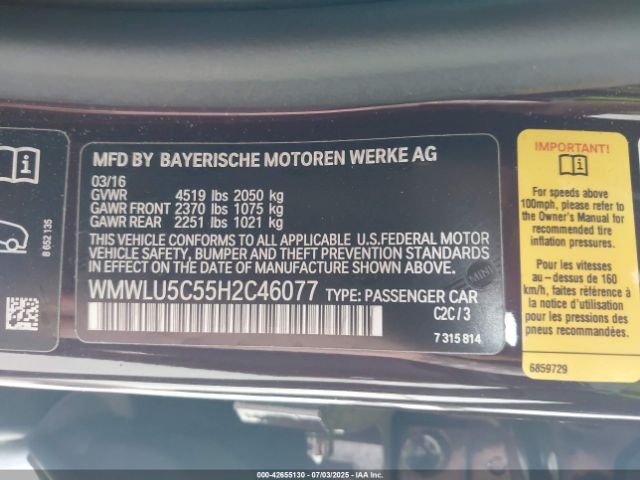 8 652 135
MFD BY BAYERISCHE MOTOREN WERKE AG
03/16
GVWR 4519 lbs 2050 kg
GAWR FRONT 2370 lbs 1075 kg
GAWR REAR 2251 lbs 1021 kg
THIS VEHICLE CONFORMS TO ALL APPLICABLE U.S.FEDERAL MOTOR
VEHICLE SAFETY, BUMPER AND THEFT PREVENTION STANDARDS
IN EFFECT ON THE DATE OF MANUFACTURE SHOWN ABOVE.
WMWLU5C55H2C46077 TYPE: PASSENGER CAR
C2C / 3
7 315 814
MINI
IMPORTANT!
For speeds above
100mph, please refer to
the Owner's Manual for
recommended tire
inflation pressures.
Pour les vitesses
au-dessus de 160
km/h, faites référence
à notice d'utilisation
pour les pressions des
pneus recommandées.
6859729
000-42655130 - 07/03/2025 - IAAI.COM